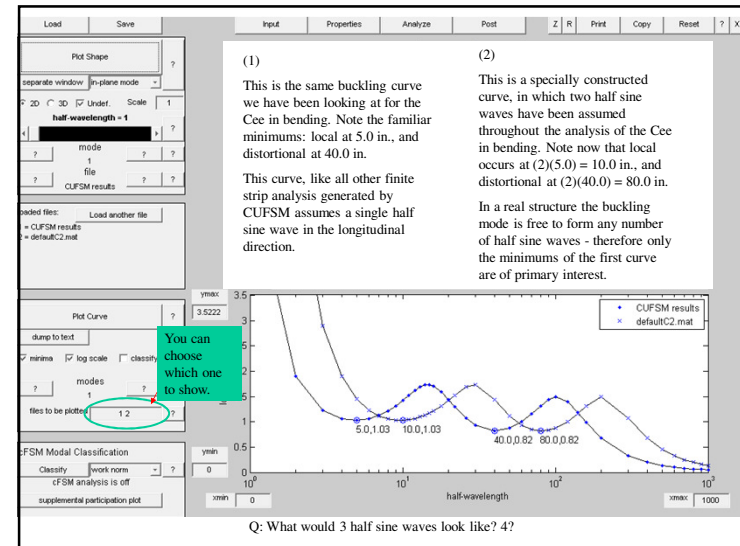 Load Save Input Properties Analyze Post Z R Print Copy Reset ? X
Plot Shape
?
separate window in-plane mode
2D 3D Undef. Scale 1
half-wavelength = 1
?
mode
? 1 ? ?
file
? CUFSM results ? ?
Load another file
= CUFSM results
= defaultC2.mat
(1)
This is the same buckling curve
we have been looking at for the
Cee in bending. Note the familiar
minimums: local at 5.0 in., and
distortional at 40.0 in.
This curve, like all other finite
strip analysis generated by
CUFSM assumes a single half
sine wave in the longitudinal
direction.
(2)
This is a specially constructed
curve, in which two half sine
waves have been assumed
throughout the analysis of the Cee
in bending. Note now that local
occurs at (2)(5.0) = 10.0 in., and
distortional at (2)(40.0) = 80.0 in.
In a real structure the buckling
mode is free to form any number
of half sine waves - therefore only
the minimums of the first curve
are of primary interest.
Plot Curve ?
dump to text
minima log scale classify
modes
? 1 ?
files to be plotted 1 2 ?
You can
choose
which one
to show.
cFSM Modal Classification
Classify work norm ?
cFSM analysis is off
supplemental participation plot
ymax
3.5222
ymin
0
xmin 0
xmax 1000
3.5
1
0.5
0
CUFSM results
defaultC2.mat
5.0,1.03 10.0,1.03 40.0,0.82 80.0,0.82
10⁰ 10¹ 10² 10³
half-wavelength
Q: What would 3 half sine waves look like? 4?